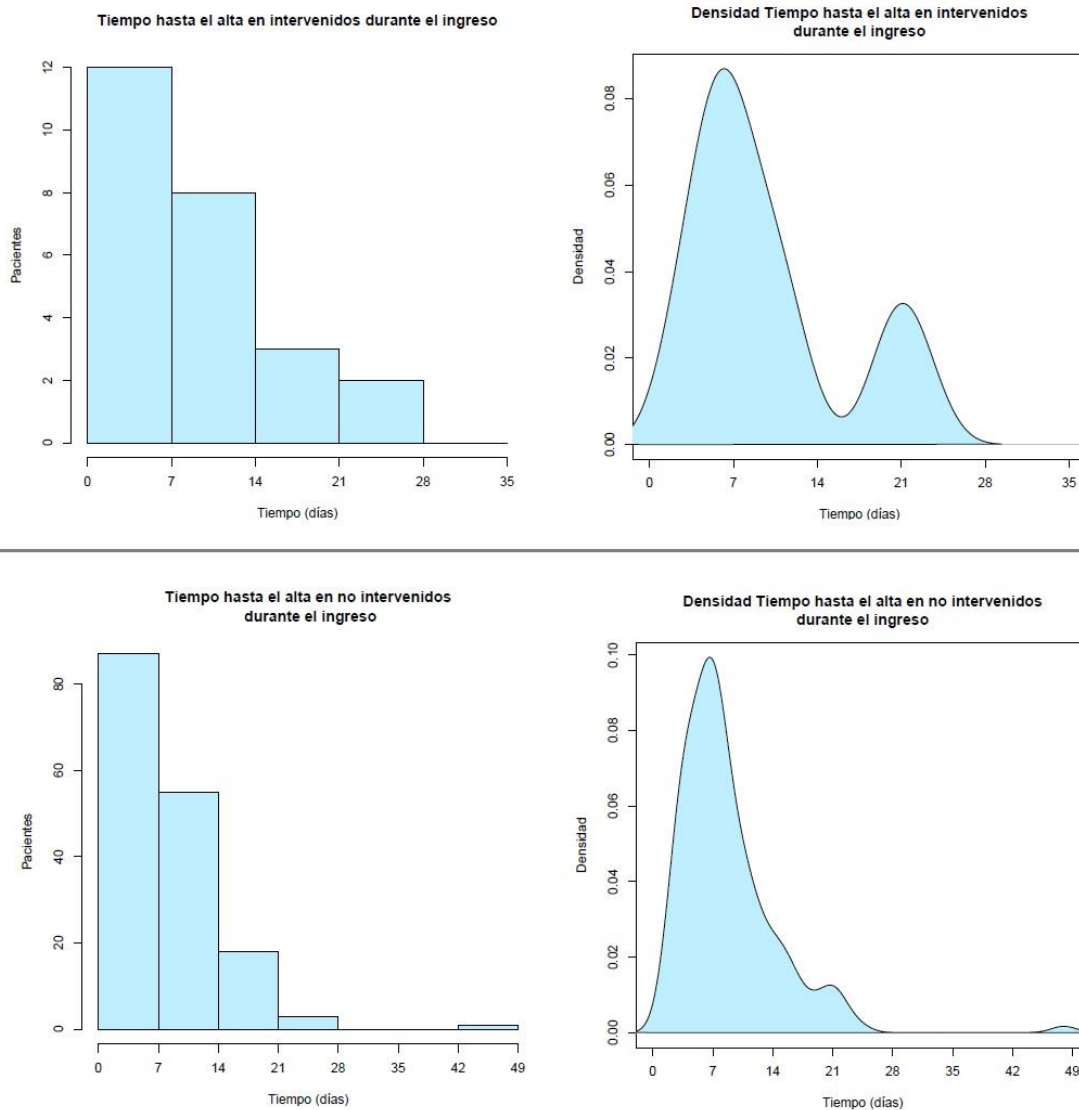 Tiempo hasta el alta en intervenidos durante el ingreso
12
10
8
6
4
2
0
Pacientes
0 7 14 21 28 35
Tiempo (días)
Densidad Tiempo hasta el alta en intervenidos
durante el ingreso
0.08
0.06
0.04
0.02
0.00
Densidad
0 7 14 21 28 35
Tiempo (días)
Tiempo hasta el alta en no intervenidos
durante el ingreso
80
60
40
20
0
Pacientes
0 7 14 21 28 35 42 49
Tiempo (días)
Densidad Tiempo hasta el alta en no intervenidos
durante el ingreso
0.10
0.08
0.06
0.04
0.02
0.00
Densidad
0 7 14 21 28 35 42 49
Tiempo (días)